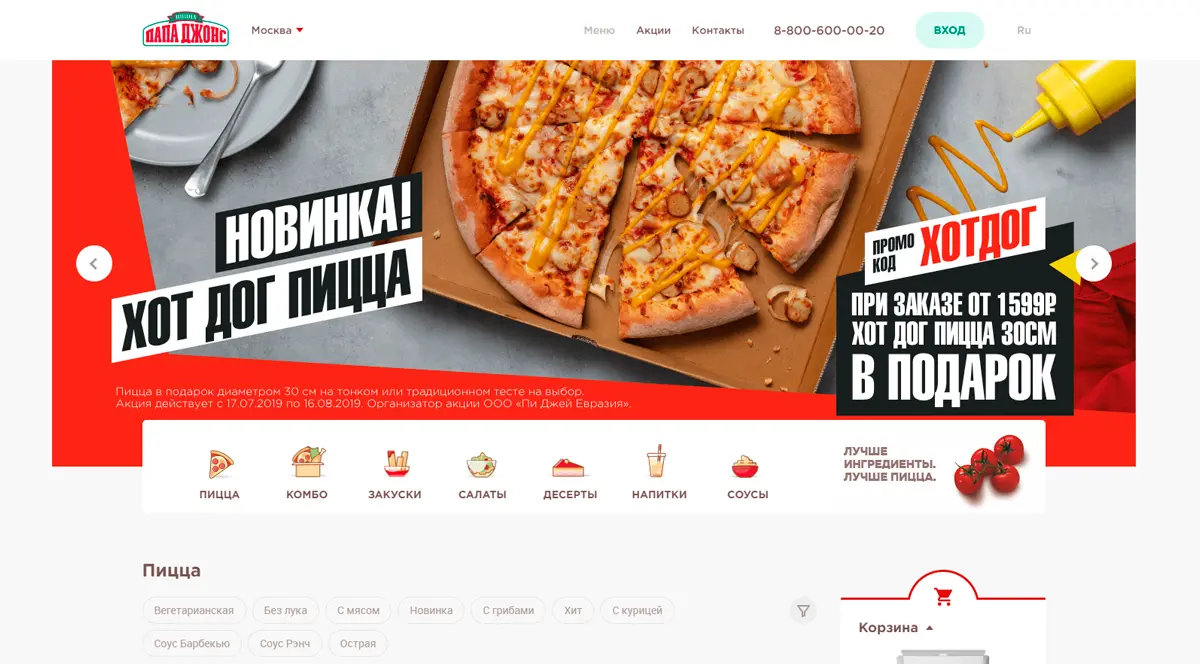 ПИЦЦА
ПАПА ДЖОНС
Москва
Меню
Акции
Контакты
8-800-600-00-20
ВХОД
Ru
НОВИНКА!
ХОТ ДОГ ПИЦЦА
Пицца в подарок диаметром 30 см на тонком или традиционном тесте на выбор.
Акция действует с 17.07.2019 по 16.08.2019. Организатор акции ООО «Пи Джей Евразия».
ПРОМО
КОД
ХОТДОГ
ПРИ ЗАКАЗЕ ОТ 1599₽
ХОТ ДОГ ПИЦЦА 30СМ
В ПОДАРОК
ПИЦЦА
КОМБО
ЗАКУСКИ
САЛАТЫ
ДЕСЕРТЫ
НАПИТКИ
СОУСЫ
ЛУЧШЕ
ИНГРЕДИЕНТЫ.
ЛУЧШЕ ПИЦЦА.
Пицца
Вегетарианская
Без лука
С мясом
Новинка
С грибами
Хит
С курицей
Соус Барбекью
Соус Рэнч
Острая
Корзина